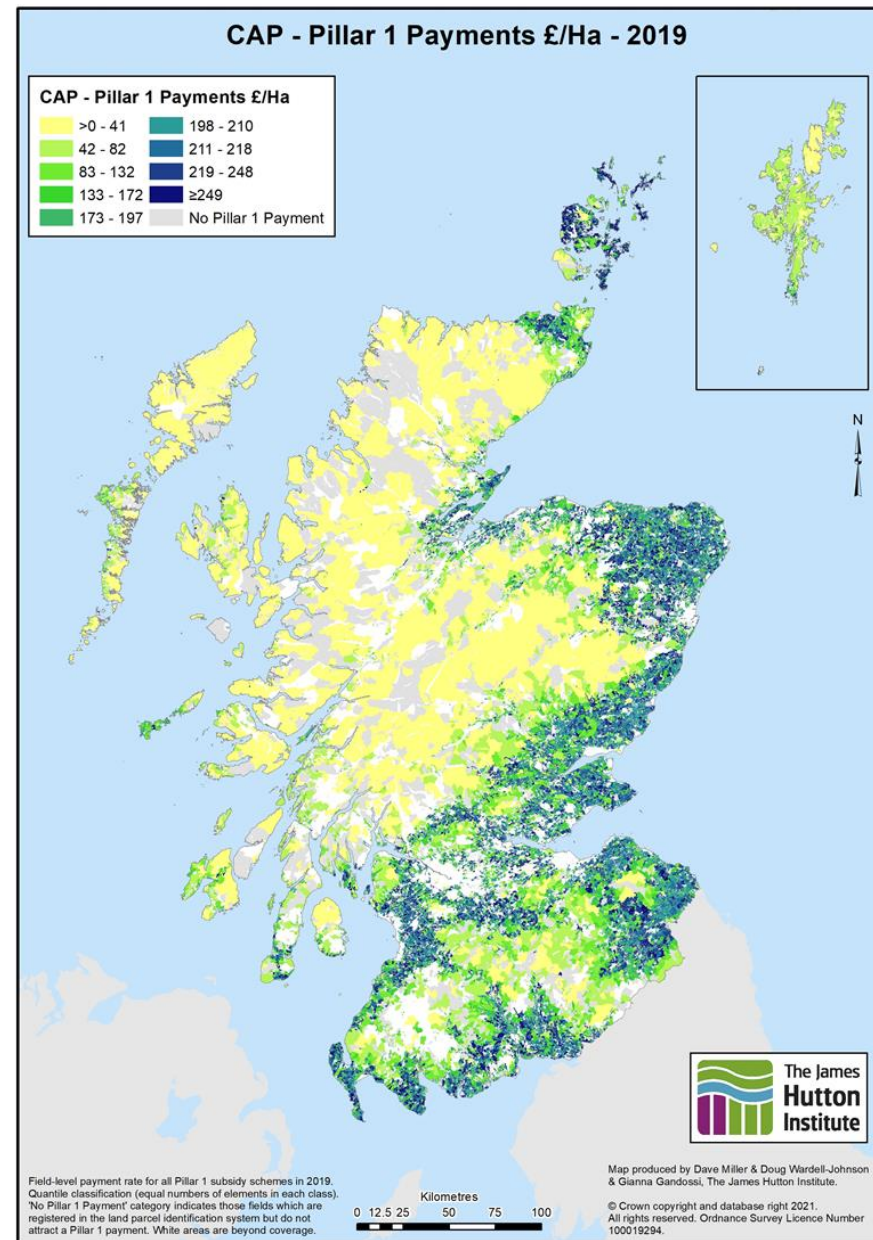 CAP - Pillar 1 Payments £/Ha - 2019
CAP - Pillar 1 Payments £/Ha
>0 - 41
42 - 82
83 - 132
133 - 172
173 - 197
198 - 210
211 - 218
219 - 248
≥249
No Pillar 1 Payment
N
The James
Hutton
Institute
Field-level payment rate for all Pillar 1 subsidy schemes in 2019.
Quantile classification (equal numbers of elements in each class).
'No Pillar 1 Payment' category indicates those fields which are
registered in the land parcel identification system but do not
attract a Pillar 1 payment. White areas are beyond coverage.
Kilometres
0 12.5 25 50 75 100
Map produced by Dave Miller & Doug Wardell-Johnson
& Gianna Gandossi, The James Hutton Institute.
© Crown copyright and database right 2021.
All rights reserved. Ordnance Survey Licence Number
100019294.